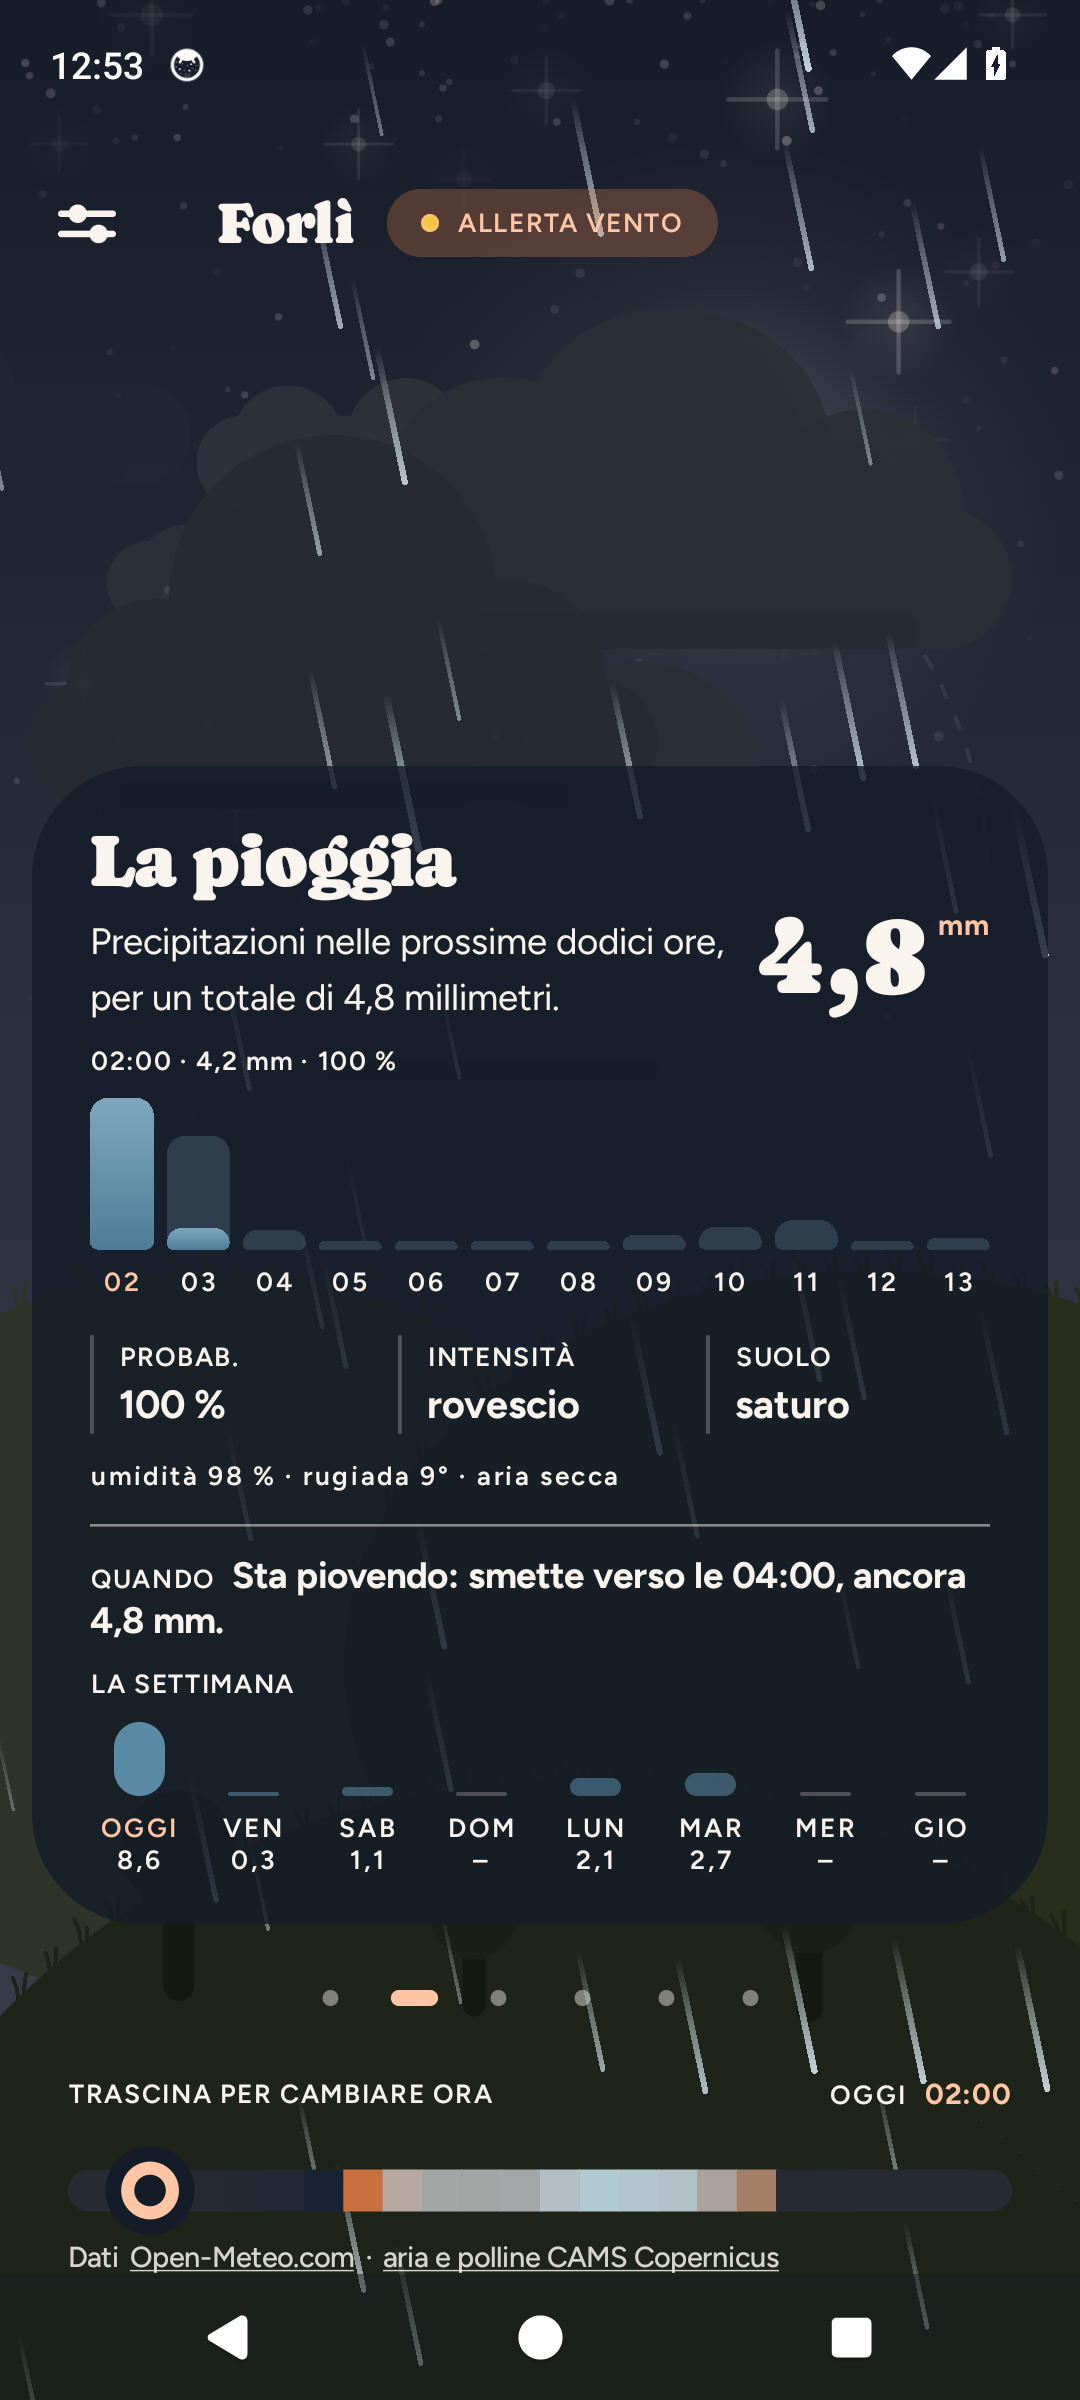 12:53
Forlì
ALLERTA VENTO
La pioggia
Precipitazioni nelle prossime dodici ore,
per un totale di 4,8 millimetri.
4,8 mm
02:00 · 4,2 mm · 100 %
02 03 04 05 06 07 08 09 10 11 12 13
PROBAB. INTENSITÀ SUOLO
100 % rovescio saturo
umidità 98 % · rugiada 9° · aria secca
QUANDO Sta piovendo: smette verso le 04:00, ancora
4,8 mm.
LA SETTIMANA
OGGI VEN SAB DOM LUN MAR MER GIO
8,6 0,3 1,1 – 2,1 2,7 – –
TRASCINA PER CAMBIARE ORA OGGI 02:00
Dati Open-Meteo.com · aria e polline CAMS Copernicus